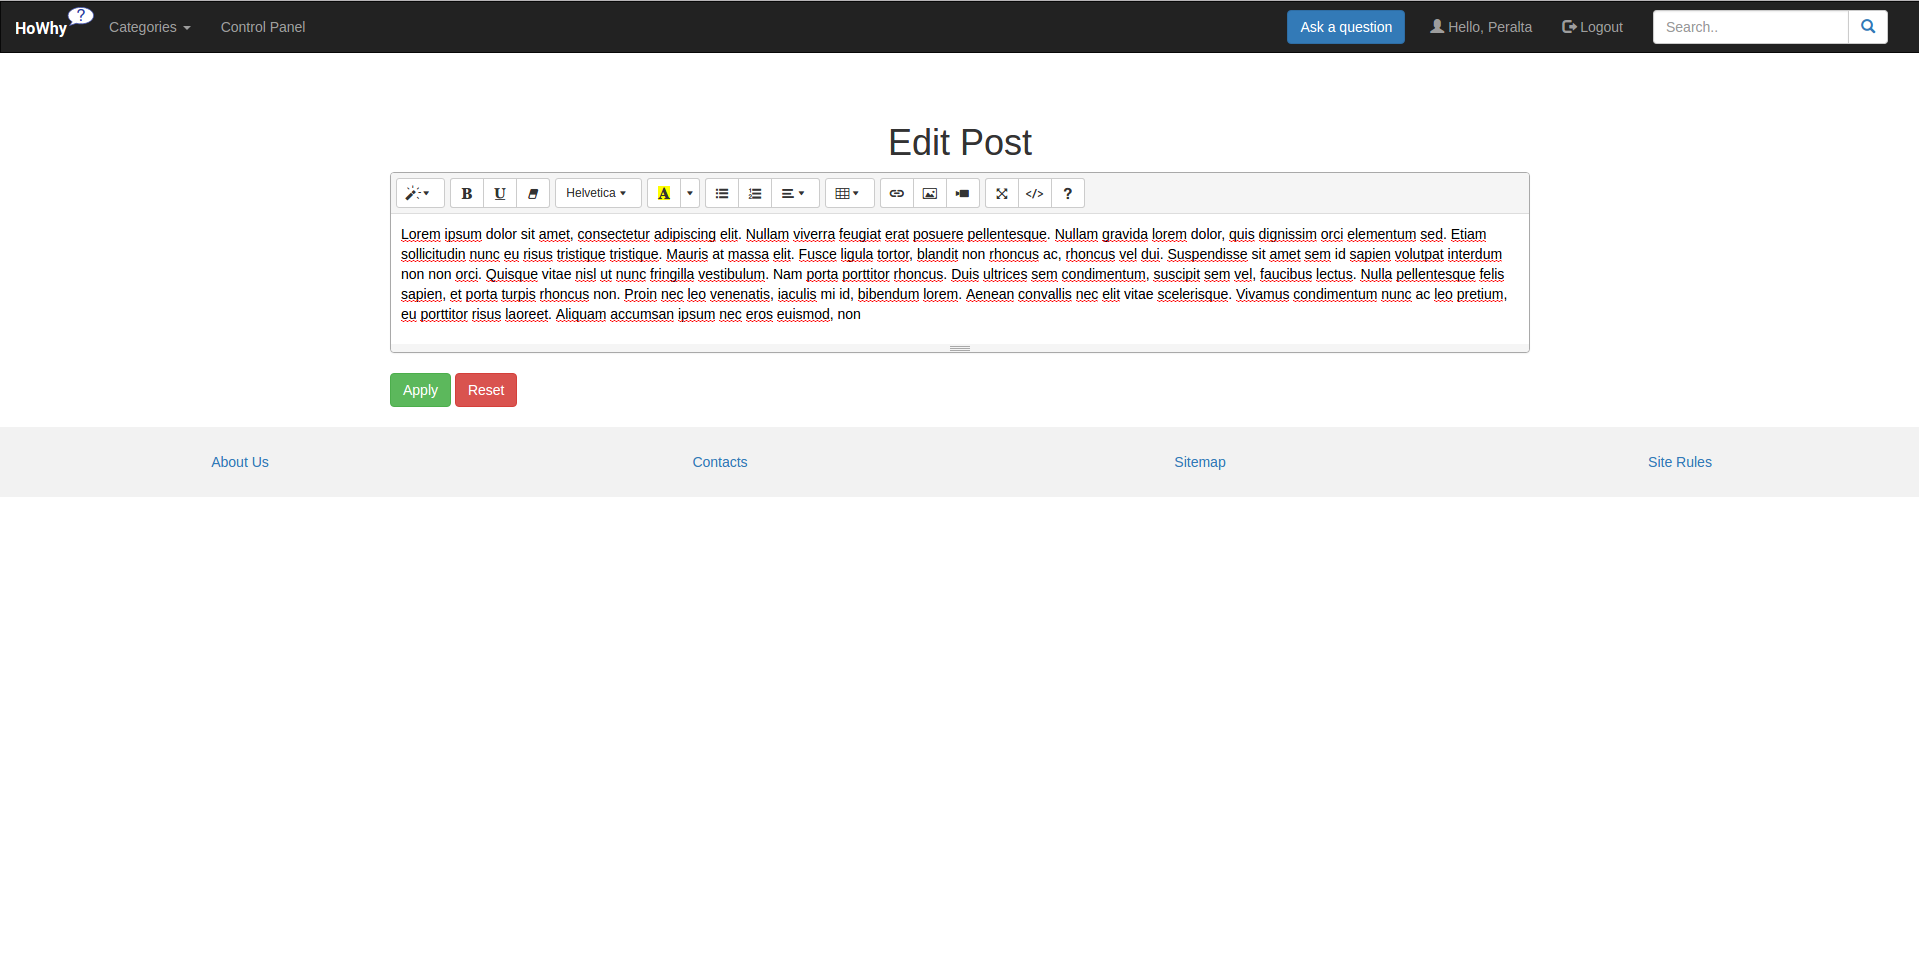 HoWhy ? Categories Control Panel Ask a question Hello, Peralta Logout Search..
Edit Post
B U Helvetica A </> ?
Lorem ipsum dolor sit amet, consectetur adipiscing elit. Nullam viverra feugiat erat posuere pellentesque. Nullam gravida lorem dolor, quis dignissim orci elementum sed. Etiam
sollicitudin nunc eu risus tristique tristique. Mauris at massa elit. Fusce ligula tortor, blandit non rhoncus ac, rhoncus vel dui. Suspendisse sit amet sem id sapien volutpat interdum
non non orci. Quisque vitae nisl ut nunc fringilla vestibulum. Nam porta porttitor rhoncus. Duis ultrices sem condimentum, suscipit sem vel, faucibus lectus. Nulla pellentesque felis
sapien, et porta turpis rhoncus non. Proin nec leo venenatis, iaculis mi id, bibendum lorem. Aenean convallis nec elit vitae scelerisque. Vivamus condimentum nunc ac leo pretium,
eu porttitor risus laoreet. Aliquam accumsan ipsum nec eros euismod, non
Apply Reset
About Us Contacts Sitemap Site Rules